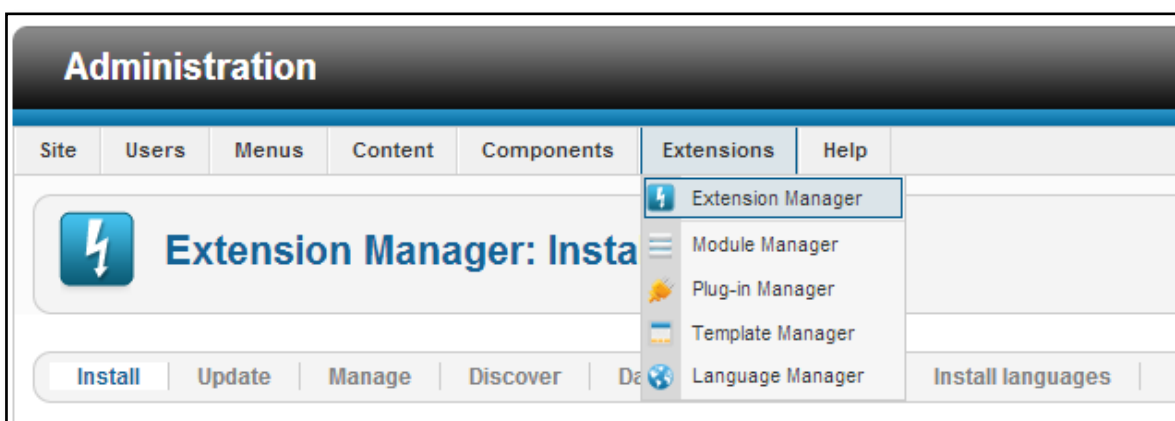 Administration
Site Users Menus Content Components Extensions Help
Extension Manager
Extension Manager: Insta
Module Manager
Plug-in Manager
Template Manager
Language Manager
Install Update Manage Discover Da Install languages